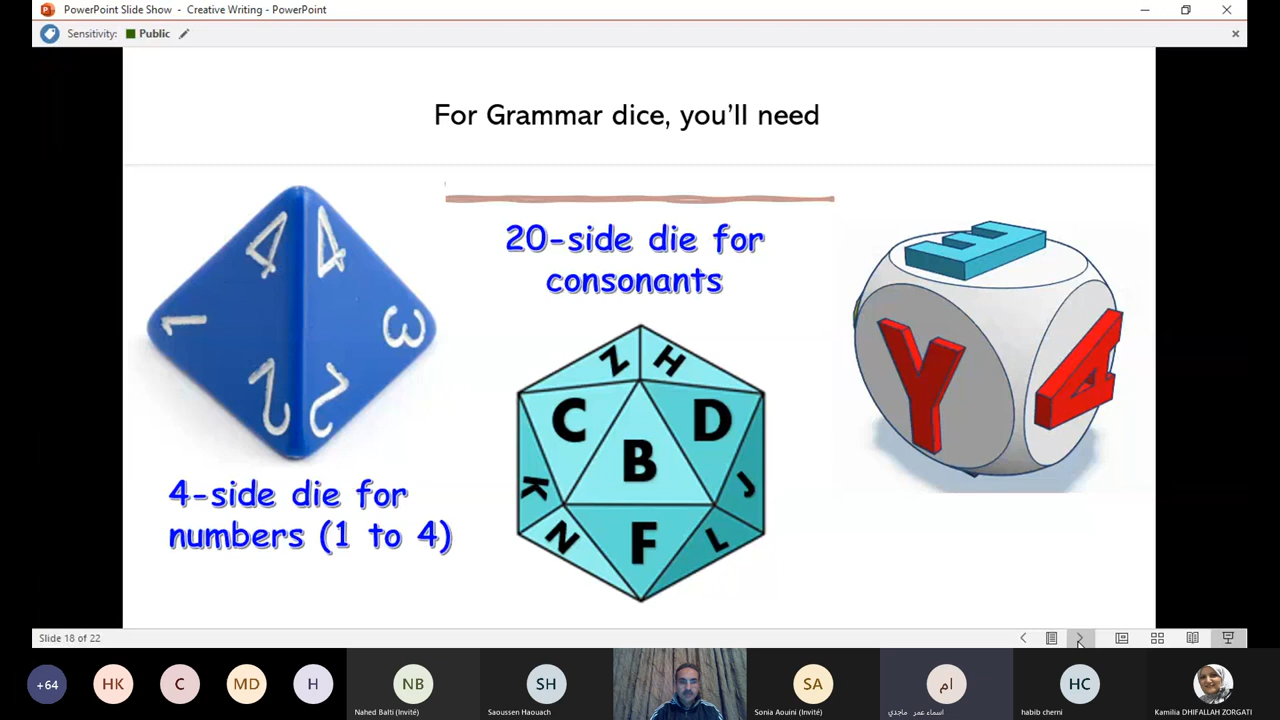 PowerPoint Slide Show - Creative Writing - PowerPoint
Sensitivity: Public
For Grammar dice, you'll need
4 4
1 3
2 2
4-side die for
numbers (1 to 4)
20-side die for
consonants
Z H
C D
B
K J
N F L
E
Y 4
Slide 18 of 22
+64 HK C MD H NB SH SA ام HC
Nahed Balti (Invité) Saoussen Haouach Sonia Aouini (Invité) اسماء عمر ماجدي habib cherni Kamilia DHIFALLAH ZORGATI